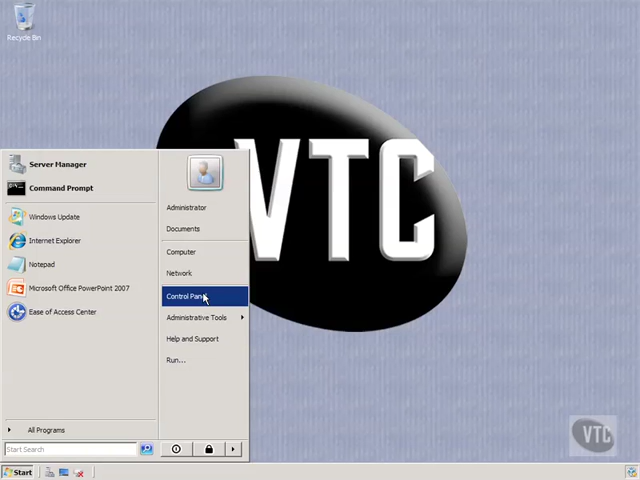 Recycle Bin
VTC
Server Manager
Command Prompt
Windows Update
Internet Explorer
Notepad
Microsoft Office PowerPoint 2007
Ease of Access Center
All Programs
Start Search
Administrator
Documents
Computer
Network
Control Panel
Administrative Tools
Help and Support
Run...
Start
VTC